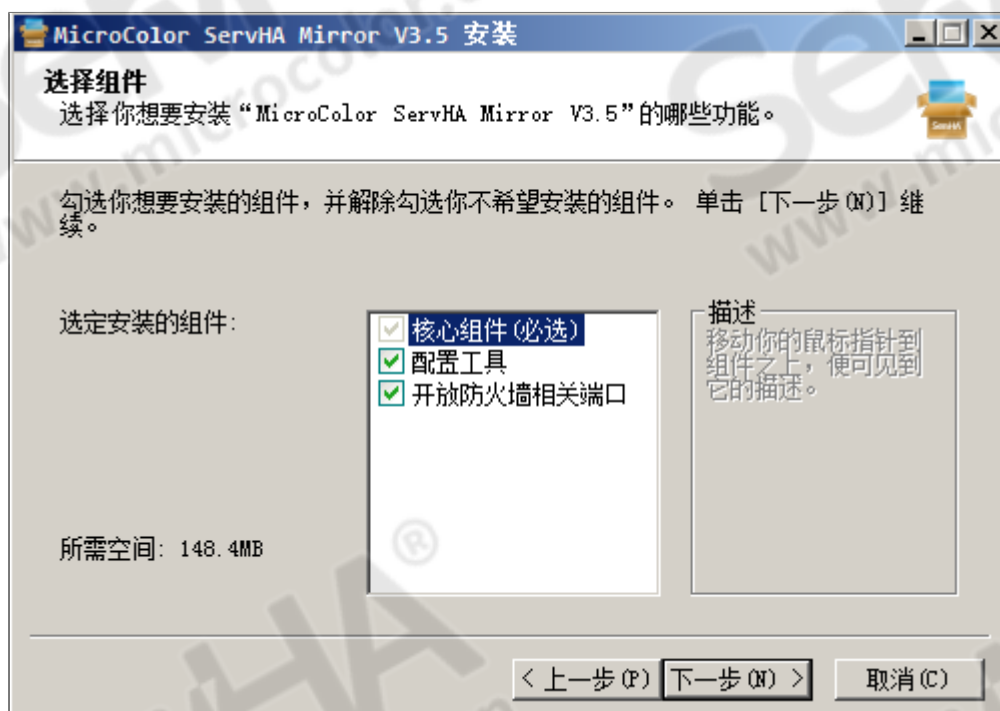 MicroColor ServHA Mirror V3.5 安装
选择组件
选择你想要安装“MicroColor ServHA Mirror V3.5”的哪些功能。
勾选你想要安装的组件，并解除勾选你不希望安装的组件。 单击 [下一步(N)] 继
续。
选定安装的组件:
核心组件(必选)
配置工具
开放防火墙相关端口
描述
移动你的鼠标指针到
组件之上，便可见到
它的描述。
所需空间: 148.4MB
< 上一步(P)
下一步(N) >
取消(C)